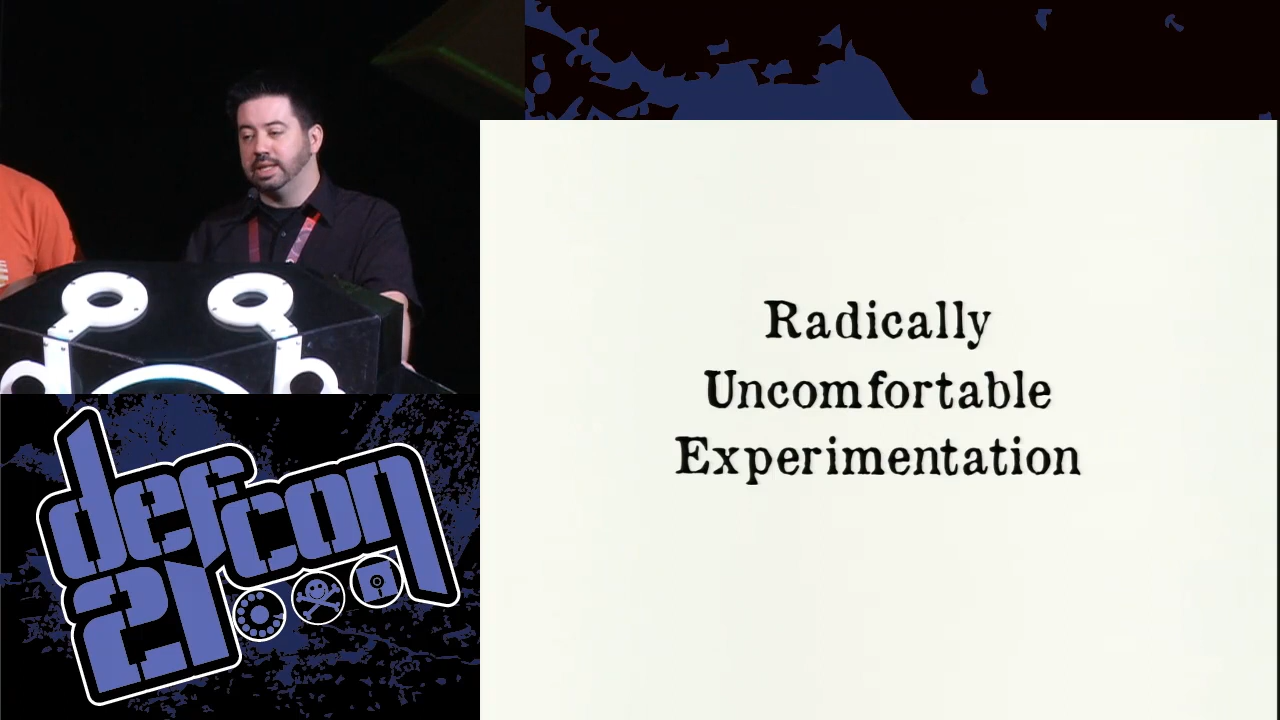 Radically
Uncomfortable
Experimentation
defcon
21